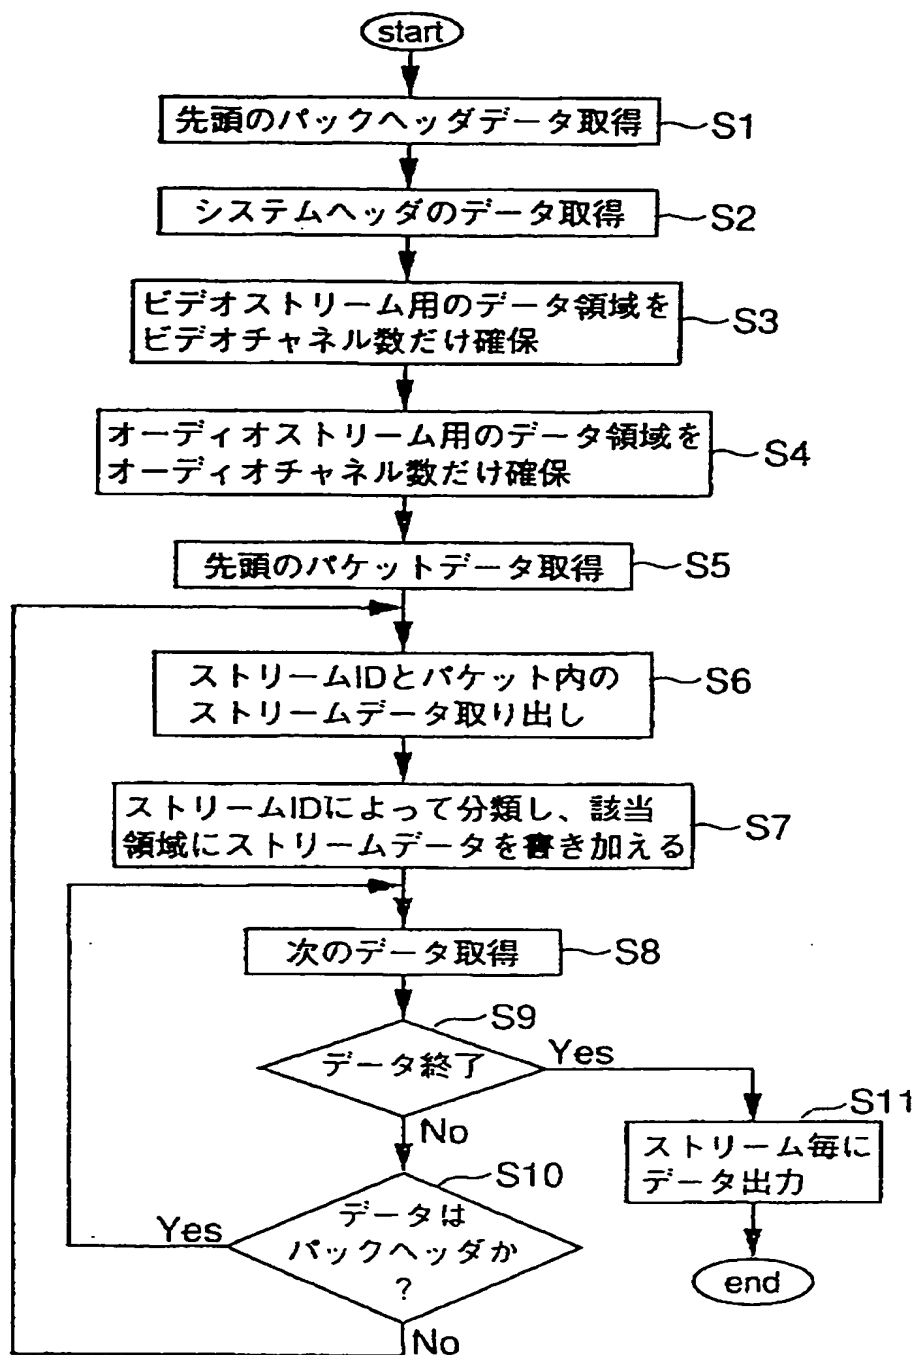 start
先頭のパックヘッダデータ取得
S1
システムヘッダのデータ取得
S2
ビデオストリーム用のデータ領域を
ビデオチャネル数だけ確保
S3
オーディオストリーム用のデータ領域を
オーディオチャネル数だけ確保
S4
先頭のパケットデータ取得
S5
ストリームIDとパケット内の
ストリームデータ取り出し
S6
ストリームIDによって分類し、該当
領域にストリームデータを書き加える
S7
次のデータ取得
S8
データ終了
S9
Yes
No
ストリーム毎に
データ出力
S11
end
データは
パックヘッダか
?
S10
Yes
No